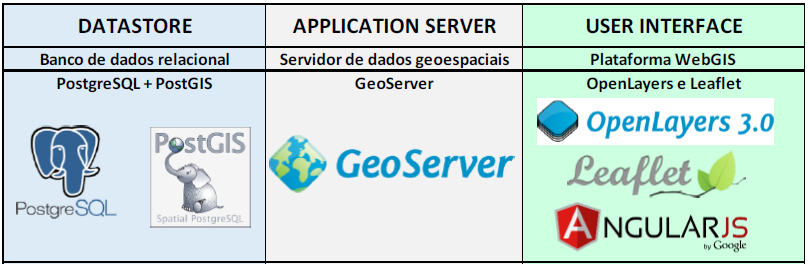 DATASTORE
APPLICATION SERVER
USER INTERFACE
Banco de dados relacional
Servidor de dados geoespaciais
Plataforma WebGIS
PostgreSQL + PostGIS
GeoServer
OpenLayers e Leaflet
PostgreSQL
PostGIS
Spatial PostgreSQL
GeoServer
OpenLayers 3.0
Leaflet
A
NGULARJS
by Google